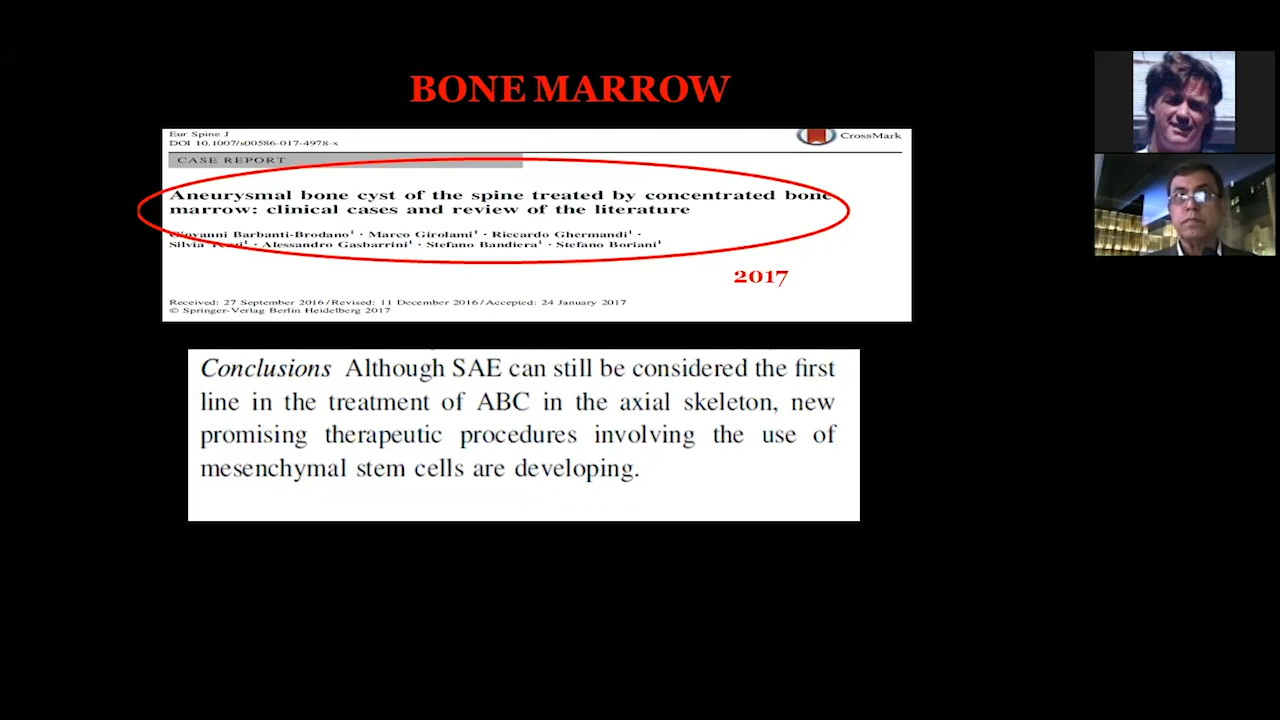 BONE MARROW
Eur Spine J
DOI 10.1007/s00586-017-4978-x
CrossMark
CASE REPORT
Aneurysmal bone cyst of the spine treated by concentrated bone
marrow: clinical cases and review of the literature
Giovanni Barbanti-Brodano¹ · Marco Girolami¹ · Riccardo Ghermandi¹ ·
Silvia Terzi¹ · Alessandro Gasbarrini¹ · Stefano Bandiera¹ · Stefano Boriani¹
2017
Received: 27 September 2016 / Revised: 11 December 2016 / Accepted: 24 January 2017
© Springer-Verlag Berlin Heidelberg 2017
Conclusions Although SAE can still be considered the first
line in the treatment of ABC in the axial skeleton, new
promising therapeutic procedures involving the use of
mesenchymal stem cells are developing.